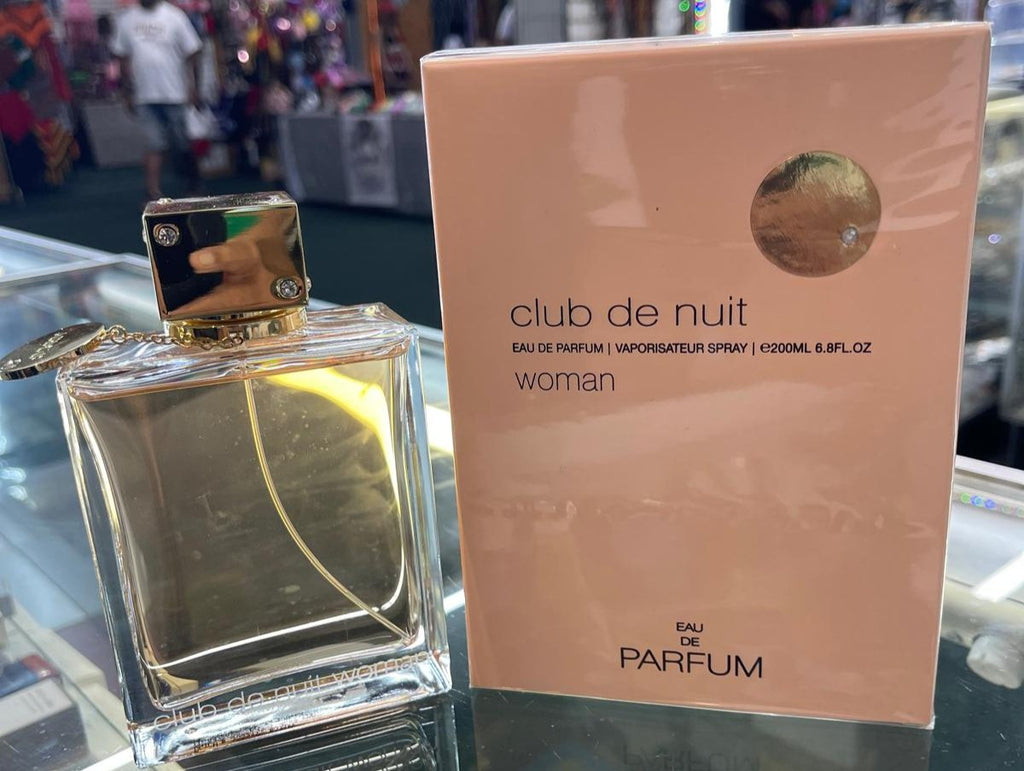 club de nuit
EAU DE PARFUM | VAPORISATEUR SPRAY | ℮200ML 6.8FL.OZ
woman
EAU
DE
PARFUM
club de nuit woman
PARFUM